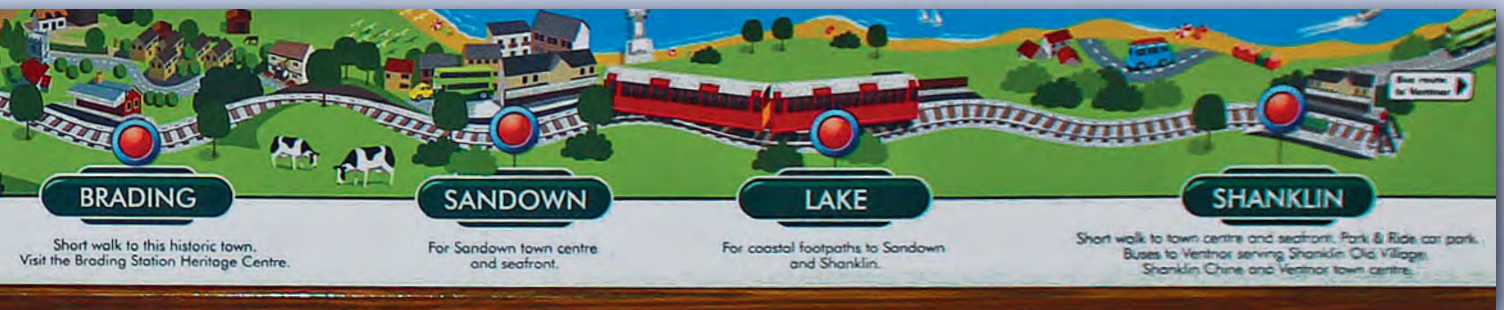 Bus route
to Ventnor
BRADING
Short walk to this historic town.
Visit the Brading Station Heritage Centre.
SANDOWN
For Sandown town centre
and seafront.
LAKE
For coastal footpaths to Sandown
and Shanklin.
SHANKLIN
Short walk to town centre and seafront. Park & Ride car park.
Buses to Ventnor serving Shanklin Old Village,
Shanklin Chine and Ventnor town centre.